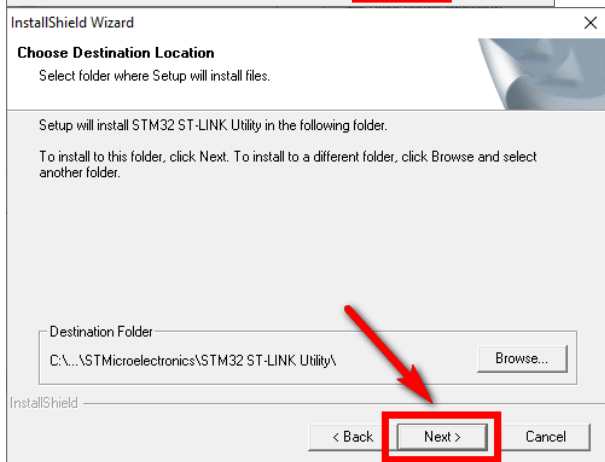 InstallShield Wizard
Choose Destination Location
Select folder where Setup will install files.
Setup will install STM32 ST-LINK Utility in the following folder.
To install to this folder, click Next. To install to a different folder, click Browse and select
another folder.
Destination Folder
C:\...\STMicroelectronics\STM32 ST-LINK Utility\
Browse...
InstallShield
< Back
Next >
Cancel